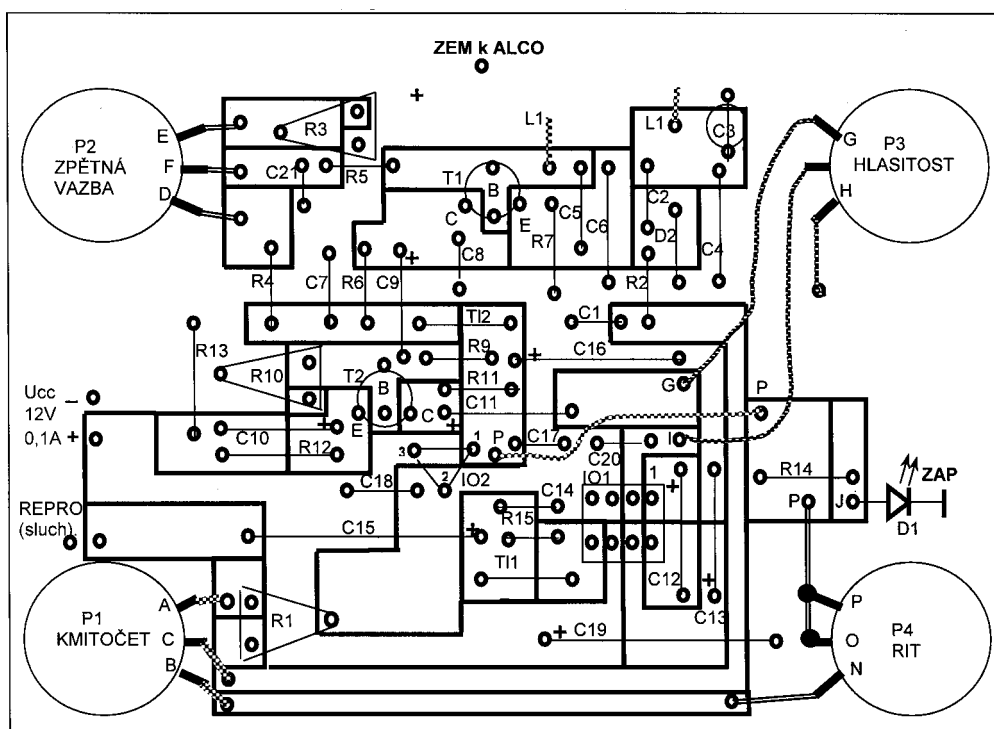 ZEM k ALCO
P2
ZPĚTNÁ
VAZBA
E
F
D
R3
C21
R5
+
L1
L1
C3
T1
B
C
E
C5
C6
R7
C8
C2
D2
C4
G
H
P3
HLASITOST
R4
C7
R6
C9
+
R2
R13
TI2
C1
R10
T2
B
E
C
+
R9
R11
C11
+
C16
G
P
Ucc
12V
0,1A
–
+
C10
+
R12
3
1
2
IO2
P
C17
C20
I
IO1
1
+
R14
ZAP
P
J
D1
REPRO
(sluch)
C18
C15
+
R15
C14
TI1
C12
+
C13
P1
KMITOČET
A
C
B
R1
+
C19
P
O
N
P4
RIT